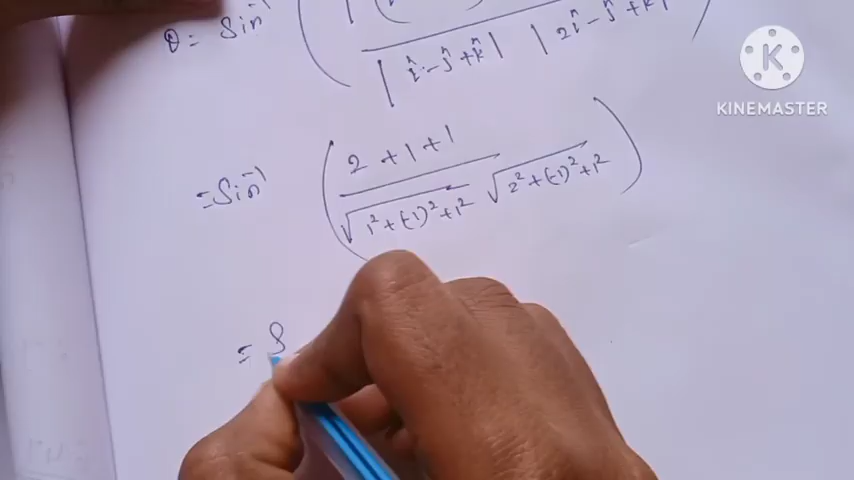 θ = Sin⁻¹ ( / |î - ĵ + k̂| |2î - ĵ + k̂| )
= Sin⁻¹ ( 2 + 1 + 1 / √1² + (-1)² + 1² √2² + (-1)² + 1² )
= S
KINEMASTER